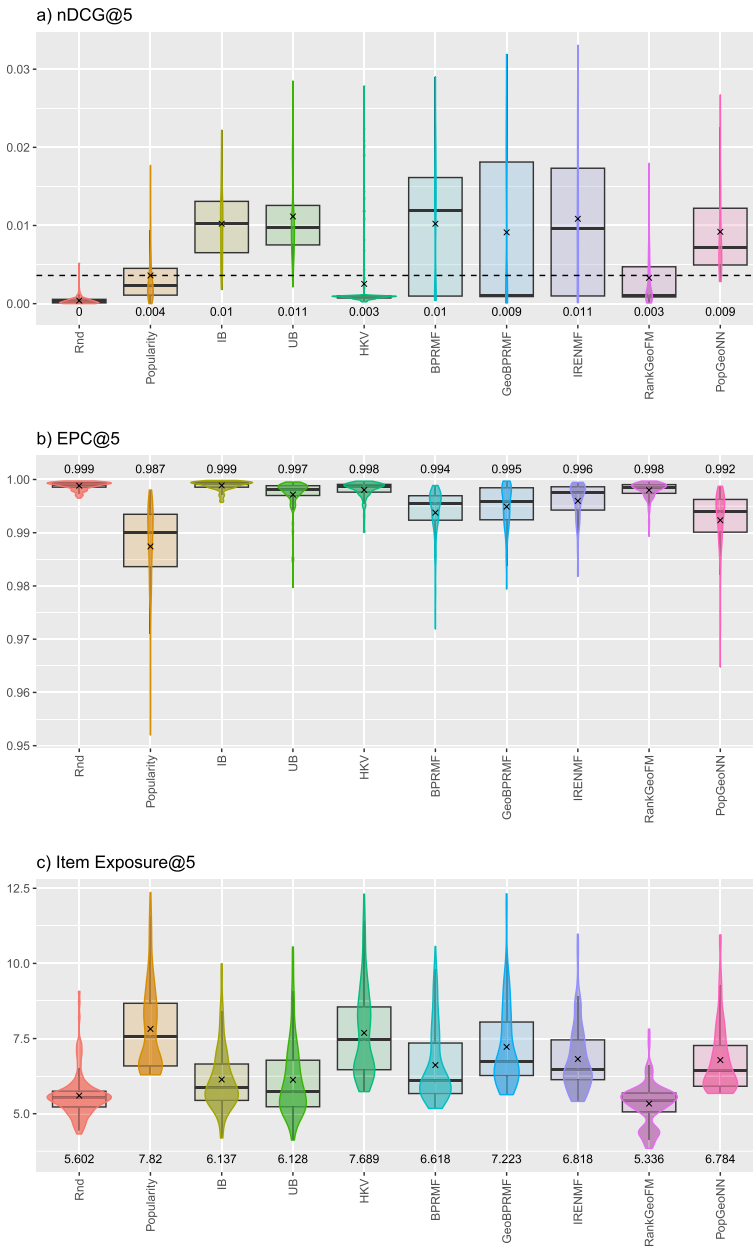 a) nDCG@5
0.03
0.02
0.01
0.00
0 0.004 0.01 0.011 0.003 0.01 0.009 0.011 0.003 0.009
Rnd Popularity IB UB HKV BPRMF GeoBPRMF IRENMF RankGeoFM PopGeoNN
b) EPC@5
0.999 0.987 0.999 0.997 0.998 0.994 0.995 0.996 0.998 0.992
1.00
0.99
0.98
0.97
0.96
0.95
Rnd Popularity IB UB HKV BPRMF GeoBPRMF IRENMF RankGeoFM PopGeoNN
c) Item Exposure@5
12.5
10.0
7.5
5.0
5.602 7.82 6.137 6.128 7.689 6.618 7.223 6.818 5.336 6.784
Rnd Popularity IB UB HKV BPRMF GeoBPRMF IRENMF RankGeoFM PopGeoNN